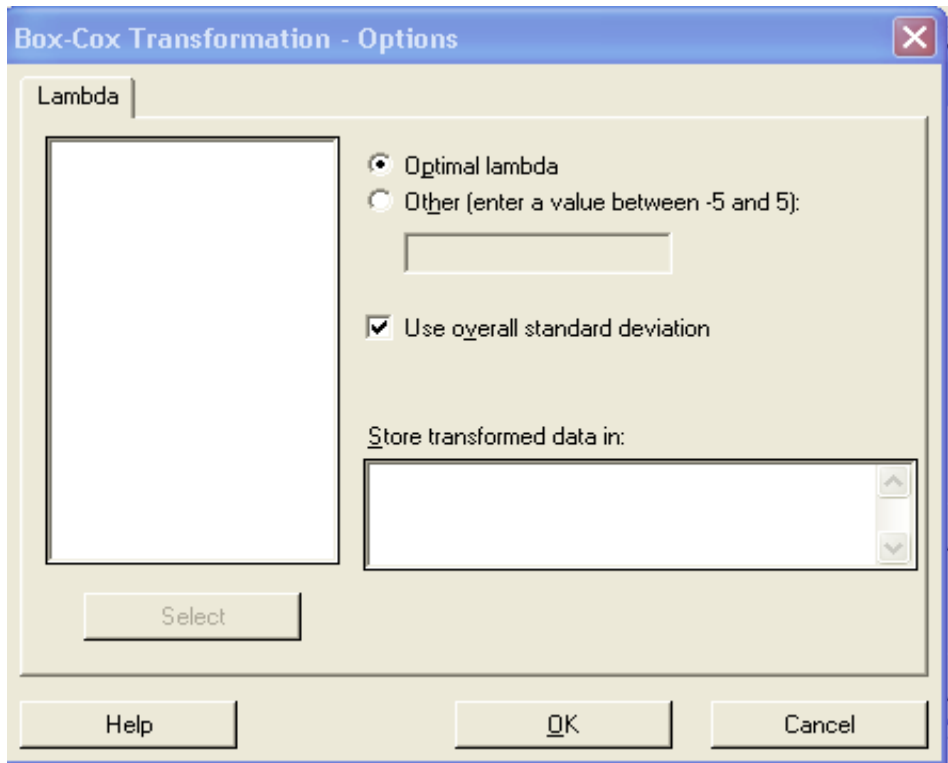 Box-Cox Transformation - Options
Lambda
Optimal lambda
Other (enter a value between -5 and 5):
Use overall standard deviation
Store transformed data in:
Select
Help
OK
Cancel